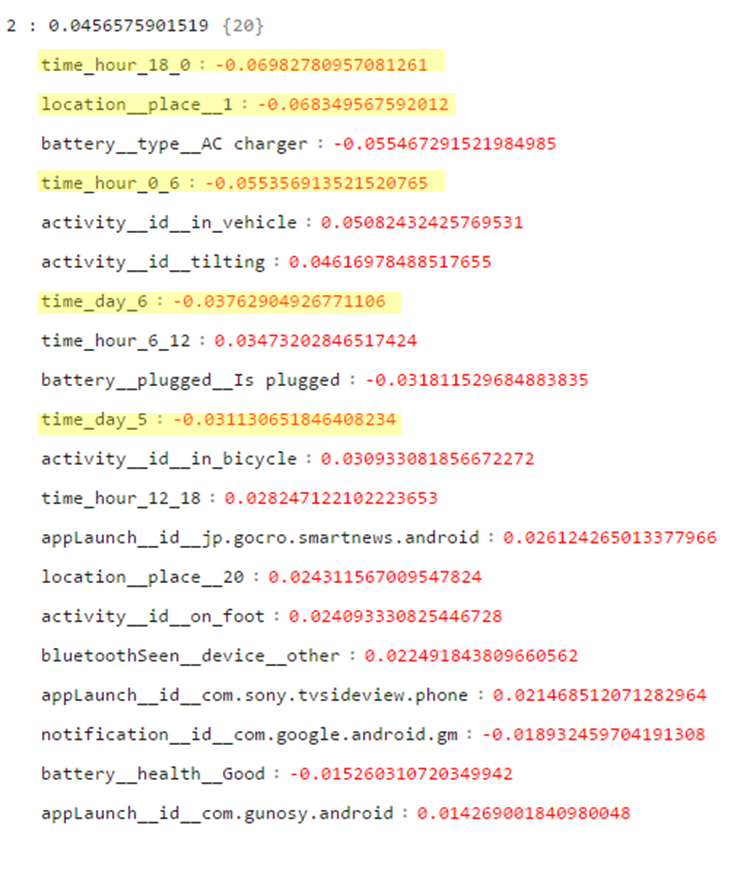 2 : 0.0456575901519 {20}
time_hour_18_0 : -0.06982780957081261
location__place__1 : -0.068349567592012
battery__type__AC charger : -0.055467291521984985
time_hour_0_6 : -0.055356913521520765
activity__id__in_vehicle : 0.05082432425769531
activity__id__tilting : 0.04616978488517655
time_day_6 : -0.03762904926771106
time_hour_6_12 : 0.03473202846517424
battery__plugged__Is plugged : -0.031811529684883835
time_day_5 : -0.031130651846408234
activity__id__in_bicycle : 0.030933081856672272
time_hour_12_18 : 0.028247122102223653
appLaunch__id__jp.gocro.smartnews.android : 0.026124265013377966
location__place__20 : 0.024311567009547824
activity__id__on_foot : 0.024093330825446728
bluetoothSeen__device__other : 0.022491843809660562
appLaunch__id__com.sony.tvsideview.phone : 0.021468512071282964
notification__id__com.google.android.gm : -0.018932459704191308
battery__health__Good : -0.015260310720349942
appLaunch__id__com.gunosy.android : 0.014269001840980048